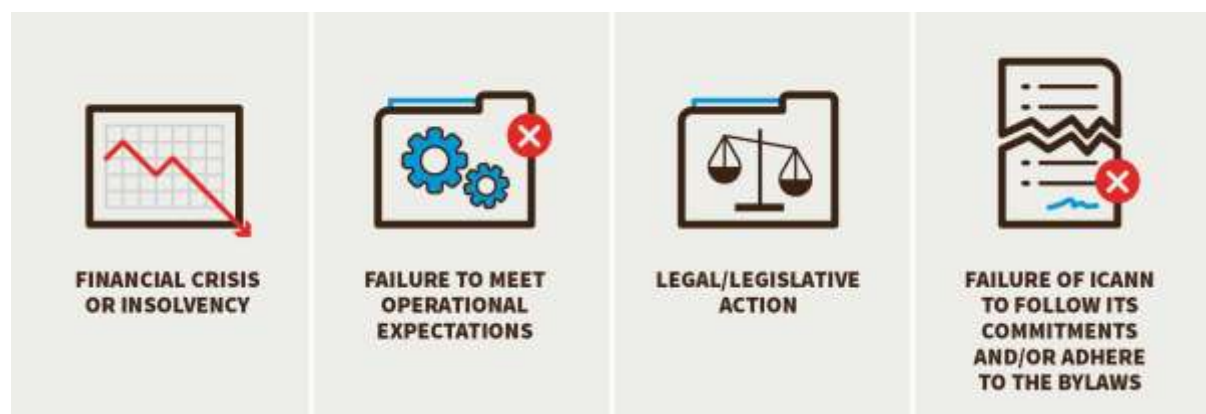 FINANCIAL CRISIS
OR INSOLVENCY
FAILURE TO MEET
OPERATIONAL
EXPECTATIONS
LEGAL/LEGISLATIVE
ACTION
FAILURE OF ICANN
TO FOLLOW ITS
COMMITMENTS
AND/OR ADHERE
TO THE BYLAWS